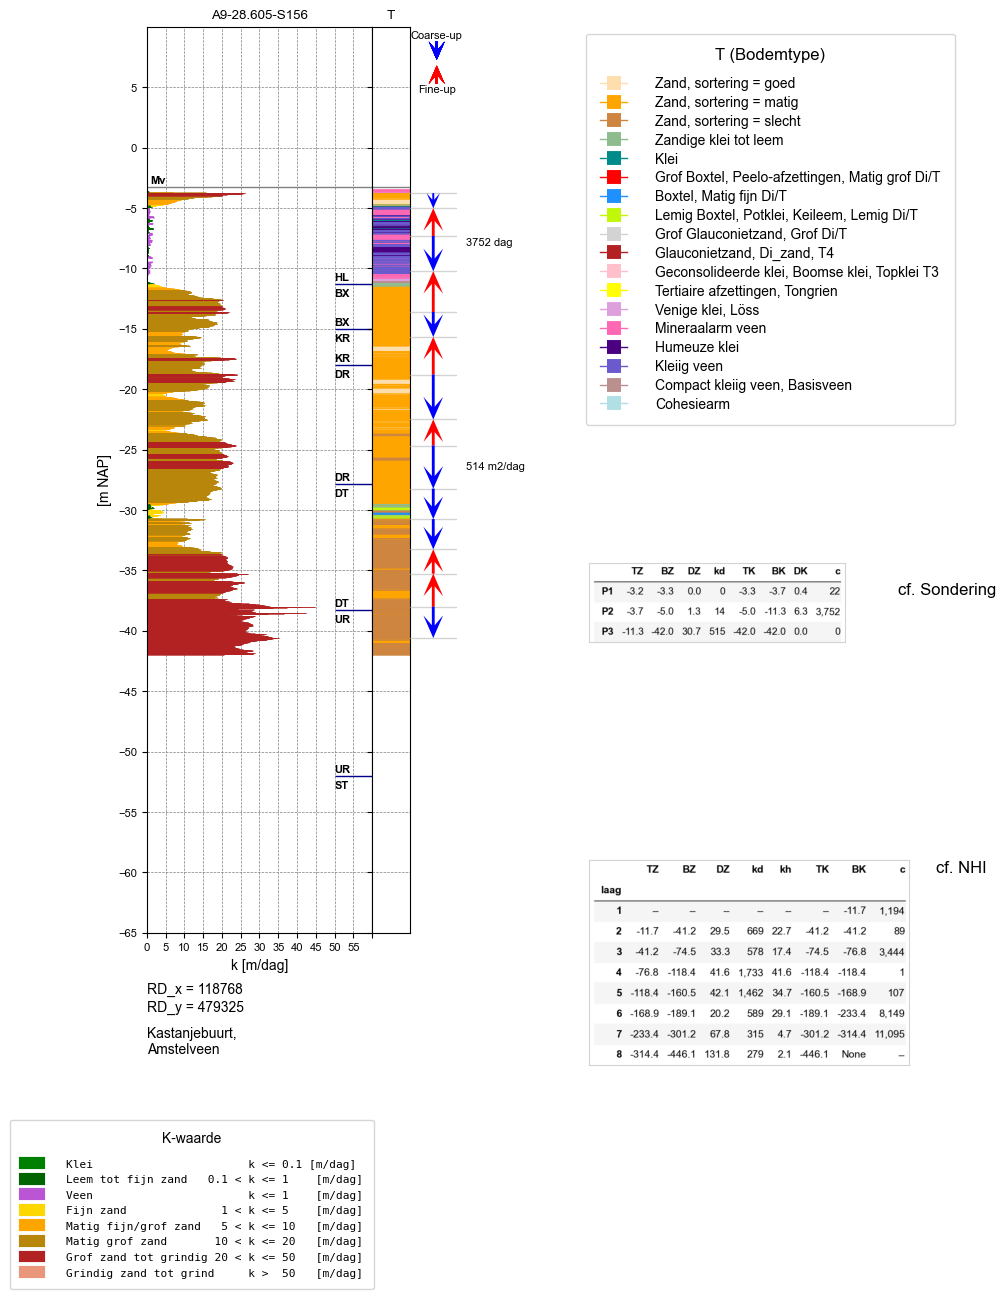 A9-28.605-S156
T
Coarse-up
Fine-up
Mv
HL
BX
BX
KR
KR
DR
DR
DT
DT
UR
UR
ST
3752 dag
514 m2/dag
[m NAP]
5
0
−5
−10
−15
−20
−25
−30
−35
−40
−45
−50
−55
−60
−65
0 5 10 15 20 25 30 35 40 45 50 55
k [m/dag]
RD_x = 118768
RD_y = 479325
Kastanjebuurt,
Amstelveen
T (Bodemtype)
Zand, sortering = goed
Zand, sortering = matig
Zand, sortering = slecht
Zandige klei tot leem
Klei
Grof Boxtel, Peelo-afzettingen, Matig grof Di/T
Boxtel, Matig fijn Di/T
Lemig Boxtel, Potklei, Keileem, Lemig Di/T
Grof Glauconietzand, Grof Di/T
Glauconietzand, Di_zand, T4
Geconsolideerde klei, Boomse klei, Topklei T3
Tertiaire afzettingen, Tongrien
Venige klei, Löss
Mineraalarm veen
Humeuze klei
Kleiig veen
Compact kleiig veen, Basisveen
Cohesiearm
cf. Sondering
TZ BZ DZ kd TK BK DK c
P1 -3.2 -3.3 0.0 0 -3.3 -3.7 0.4 22
P2 -3.7 -5.0 1.3 14 -5.0 -11.3 6.3 3,752
P3 -11.3 -42.0 30.7 515 -42.0 -42.0 0.0 0
cf. NHI
TZ BZ DZ kd kh TK BK c
laag
1 -- -- -- -- -- -- -11.7 1,194
2 -11.7 -41.2 29.5 669 22.7 -41.2 -41.2 89
3 -41.2 -74.5 33.3 578 17.4 -74.5 -76.8 3,444
4 -76.8 -118.4 41.6 1,733 41.6 -118.4 -118.4 1
5 -118.4 -160.5 42.1 1,462 34.7 -160.5 -168.9 107
6 -168.9 -189.1 20.2 589 29.1 -189.1 -233.4 8,149
7 -233.4 -301.2 67.8 315 4.7 -301.2 -314.4 11,095
8 -314.4 -446.1 131.8 279 2.1 -446.1 None --
K-waarde
Klei k <= 0.1 [m/dag]
Leem tot fijn zand 0.1 < k <= 1 [m/dag]
Veen k <= 1 [m/dag]
Fijn zand 1 < k <= 5 [m/dag]
Matig fijn/grof zand 5 < k <= 10 [m/dag]
Matig grof zand 10 < k <= 20 [m/dag]
Grof zand tot grindig 20 < k <= 50 [m/dag]
Grindig zand tot grind k > 50 [m/dag]